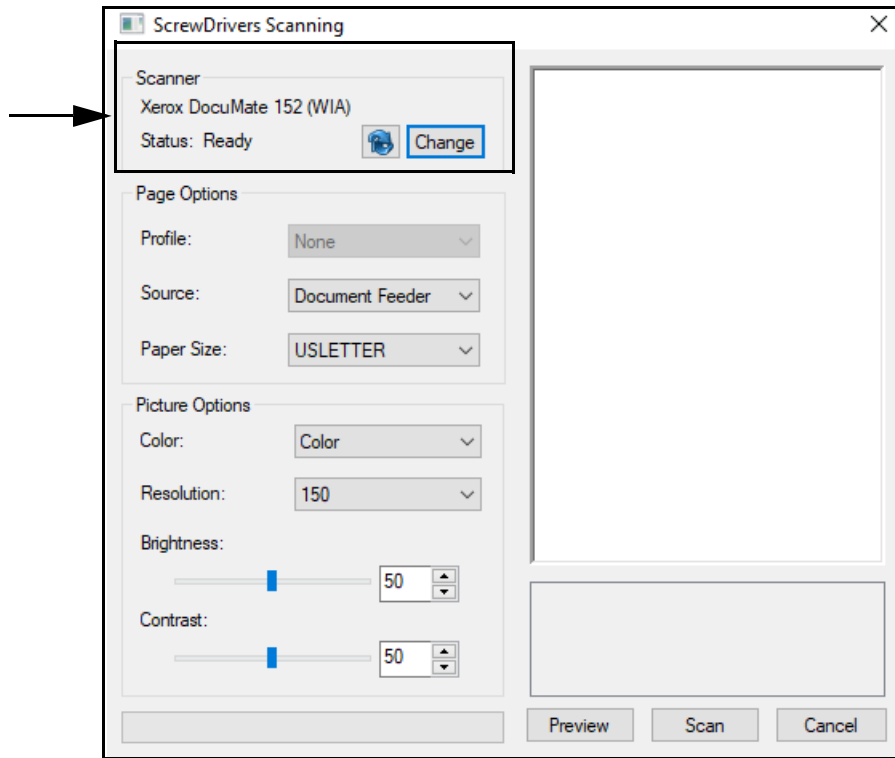 ScrewDrivers Scanning
Scanner
Xerox DocuMate 152 (WIA)
Status: Ready
Change
Page Options
Profile: None
Source: Document Feeder
Paper Size: USLETTER
Picture Options
Color: Color
Resolution: 150
Brightness:
50
Contrast:
50
Preview Scan Cancel